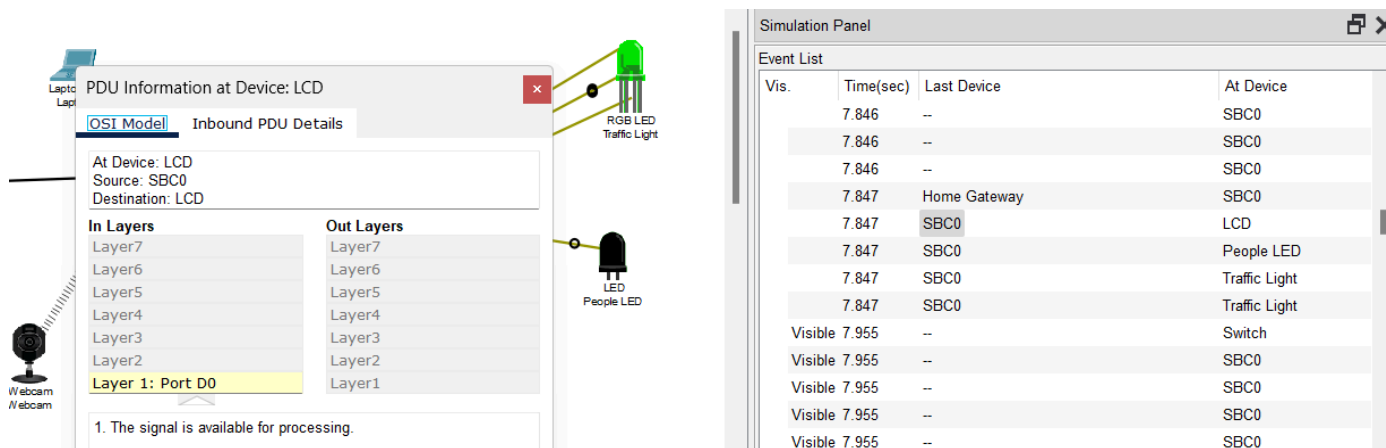 Lapto
Lap
PDU Information at Device: LCD
OSI Model Inbound PDU Details
At Device: LCD
Source: SBC0
Destination: LCD
In Layers Out Layers
Layer7 Layer7
Layer6 Layer6
Layer5 Layer5
Layer4 Layer4
Layer3 Layer3
Layer2 Layer2
Layer 1: Port D0 Layer1
1. The signal is available for processing.
Webcam
Webcam
RGB LED
Traffic Light
LED
People LED
Simulation Panel
Event List
Vis. Time(sec) Last Device At Device
7.846 -- SBC0
7.846 -- SBC0
7.846 -- SBC0
7.847 Home Gateway SBC0
7.847 SBC0 LCD
7.847 SBC0 People LED
7.847 SBC0 Traffic Light
7.847 SBC0 Traffic Light
Visible 7.955 -- Switch
Visible 7.955 -- SBC0
Visible 7.955 -- SBC0
Visible 7.955 -- SBC0
Visible 7.955 -- SBC0